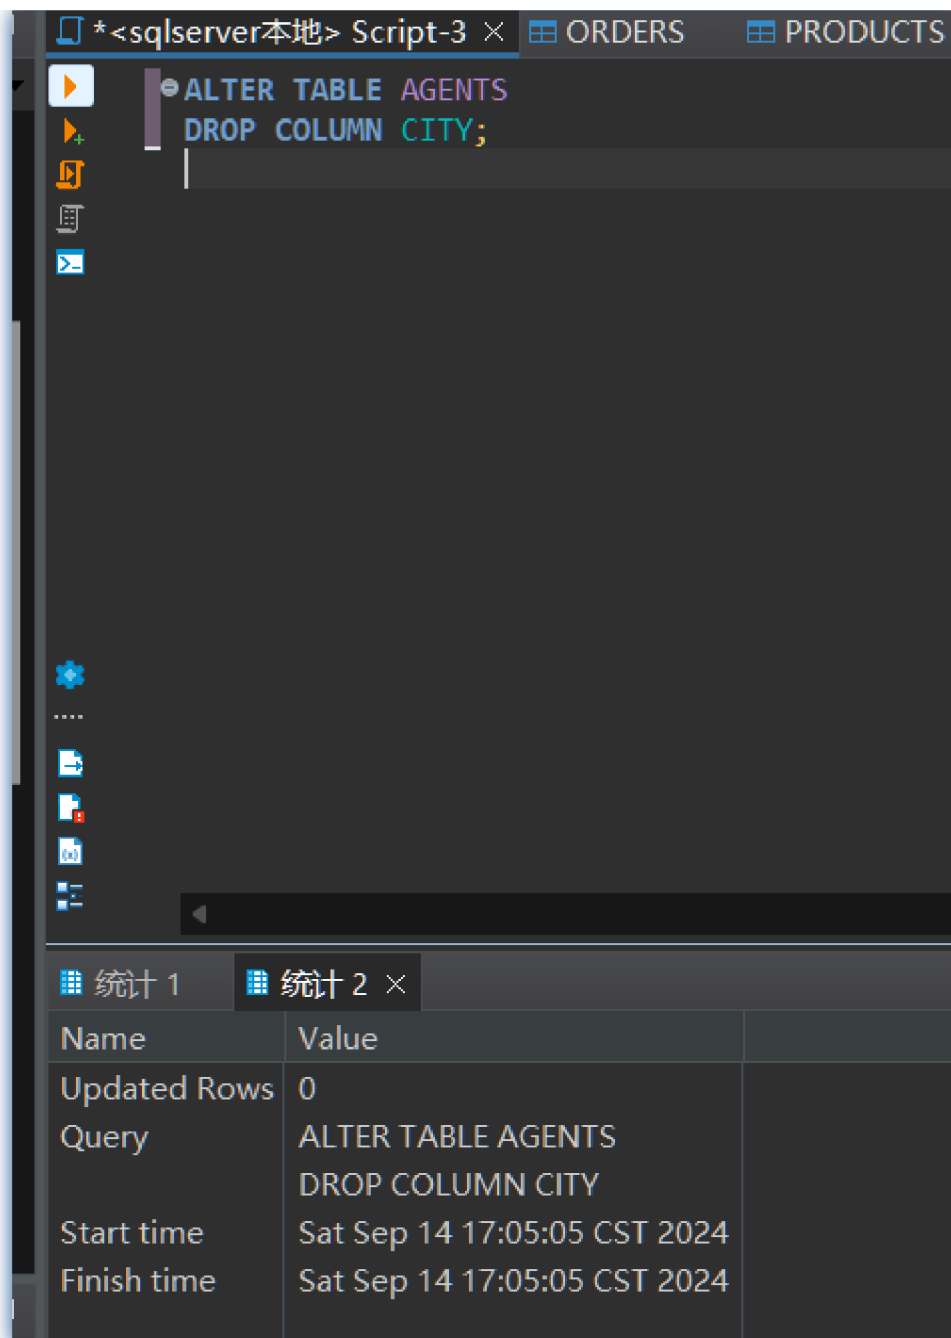 *<sqlserver本地> Script-3
ORDERS
PRODUCTS
ALTER TABLE AGENTS
DROP COLUMN CITY;
统计 1
统计 2
Name Value
Updated Rows 0
Query ALTER TABLE AGENTS
DROP COLUMN CITY
Start time Sat Sep 14 17:05:05 CST 2024
Finish time Sat Sep 14 17:05:05 CST 2024